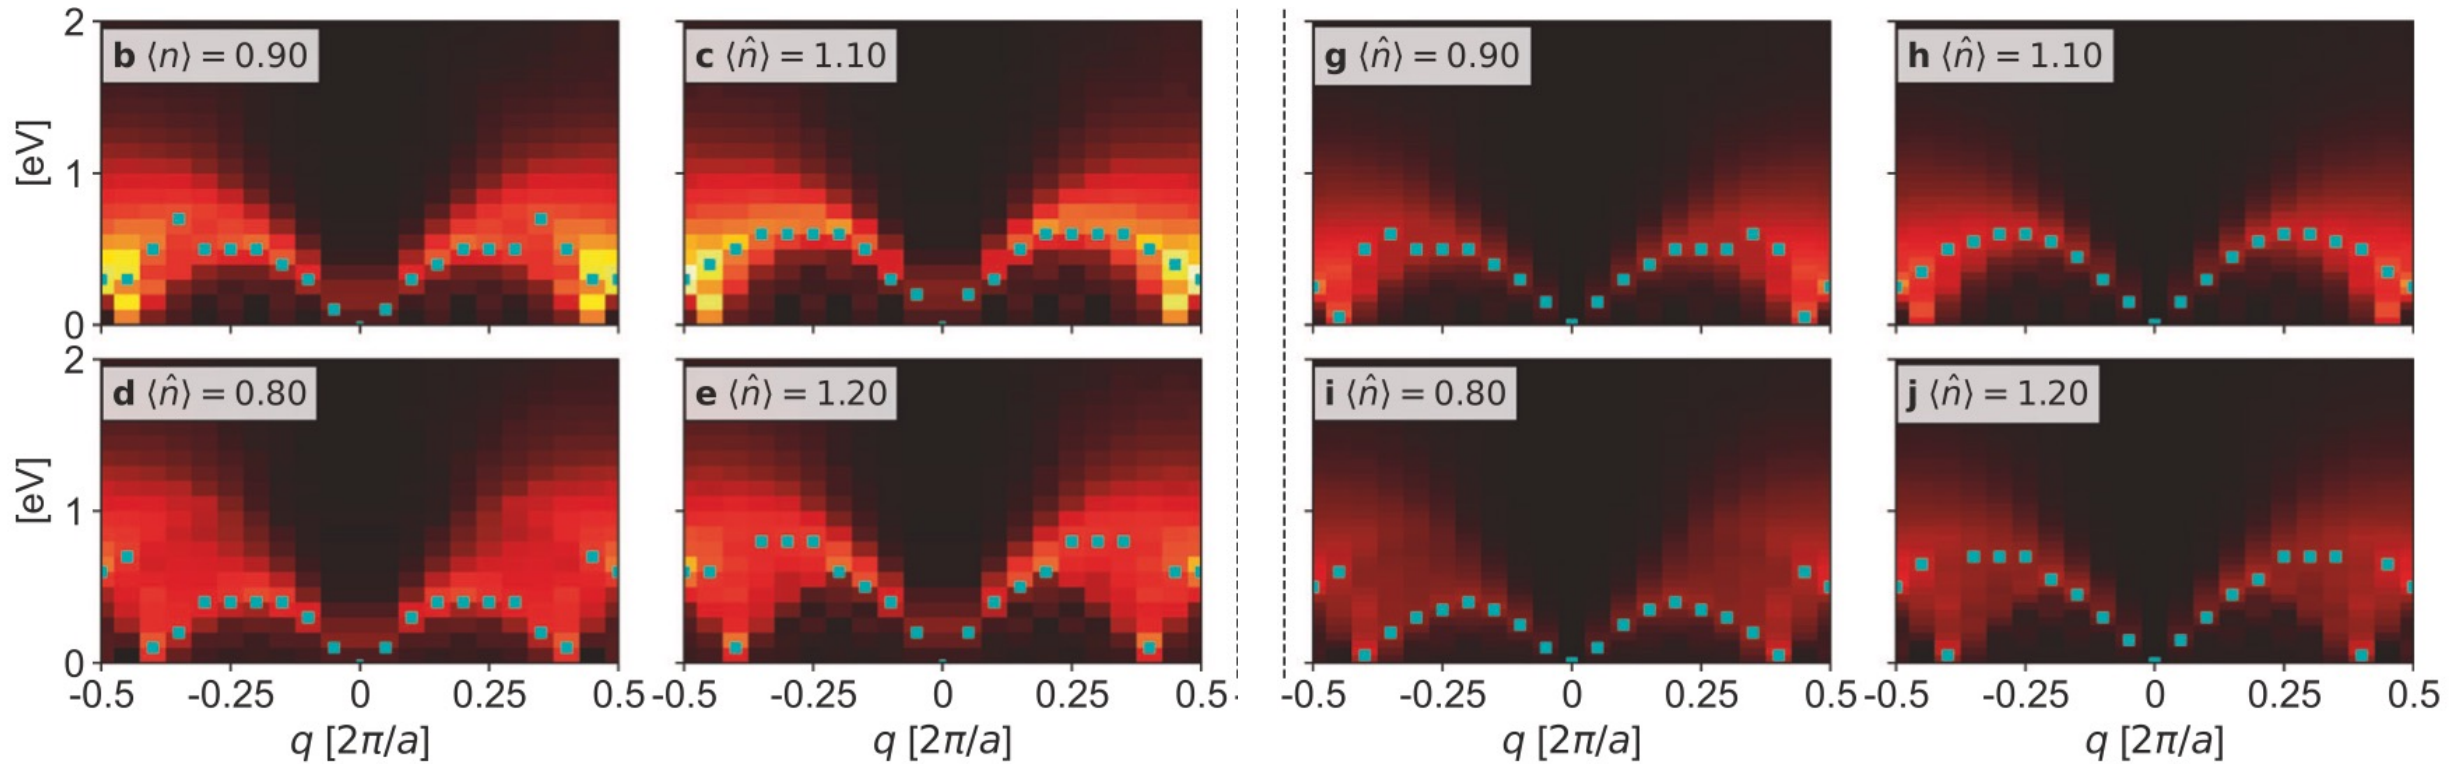 b ⟨n⟩ = 0.90
c ⟨n̂⟩ = 1.10
g ⟨n̂⟩ = 0.90
h ⟨n̂⟩ = 1.10
2
1
0
[eV]
d ⟨n̂⟩ = 0.80
e ⟨n̂⟩ = 1.20
i ⟨n̂⟩ = 0.80
j ⟨n̂⟩ = 1.20
2
1
0
[eV]
-0.5 -0.25 0 0.25 0.5
-0.5 -0.25 0 0.25 0.5
-0.5 -0.25 0 0.25 0.5
-0.5 -0.25 0 0.25 0.5
q [2π/a]
q [2π/a]
q [2π/a]
q [2π/a]